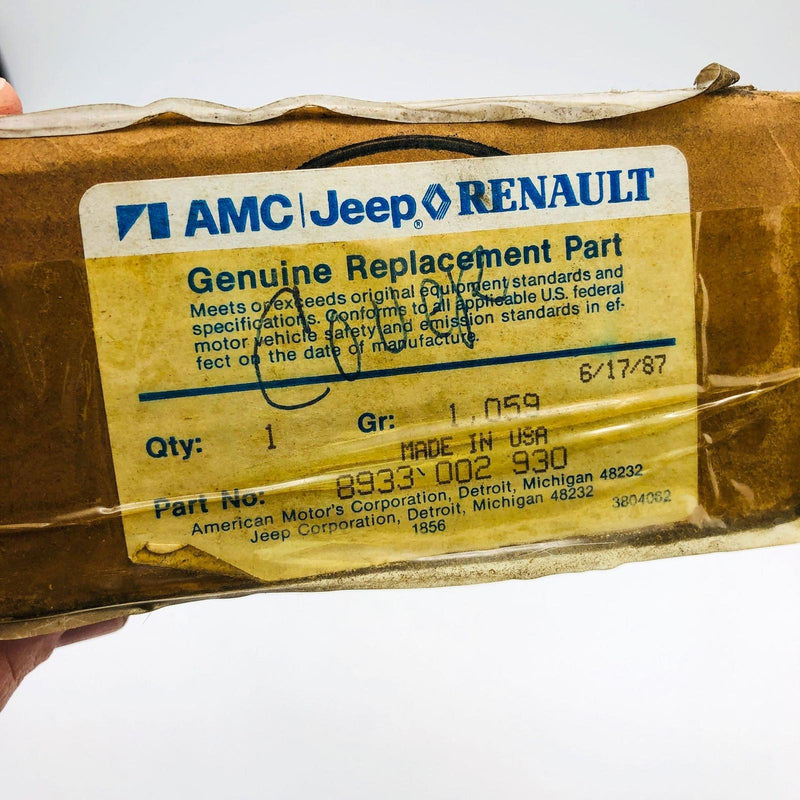 AMC | Jeep® RENAULT
Genuine Replacement Part
Meets or exceeds original equipment standards and
specifications. Conforms to all applicable U.S. federal
motor vehicle safety and emission standards in ef-
fect on the date of manufacture.
Cover
6/17/87
Qty: 1 Gr: 1.059
MADE IN USA
Part No: 8933 002 930
American Motor's Corporation, Detroit, Michigan 48232
Jeep Corporation, Detroit, Michigan 48232
1856 3804062